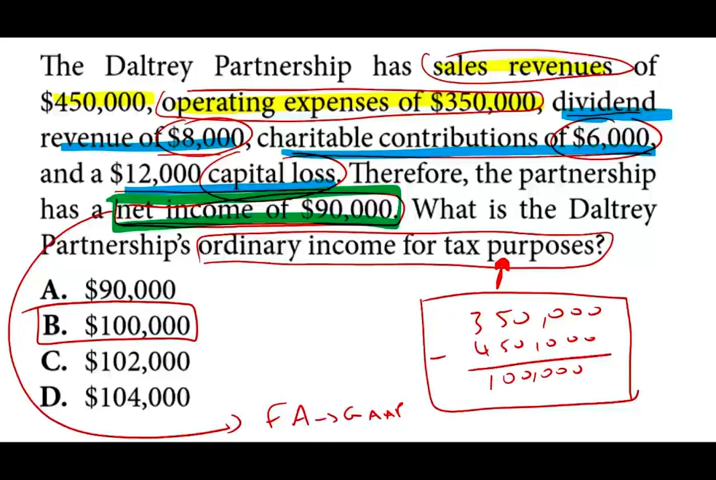 The Daltrey Partnership has sales revenues of
$450,000, operating expenses of $350,000, dividend
revenue of $8,000, charitable contributions of $6,000,
and a $12,000 capital loss. Therefore, the partnership
has a net income of $90,000. What is the Daltrey
Partnership's ordinary income for tax purposes?
A. $90,000
B. $100,000
C. $102,000
D. $104,000
350,000
- 450,000
100,000
FA→GAAP